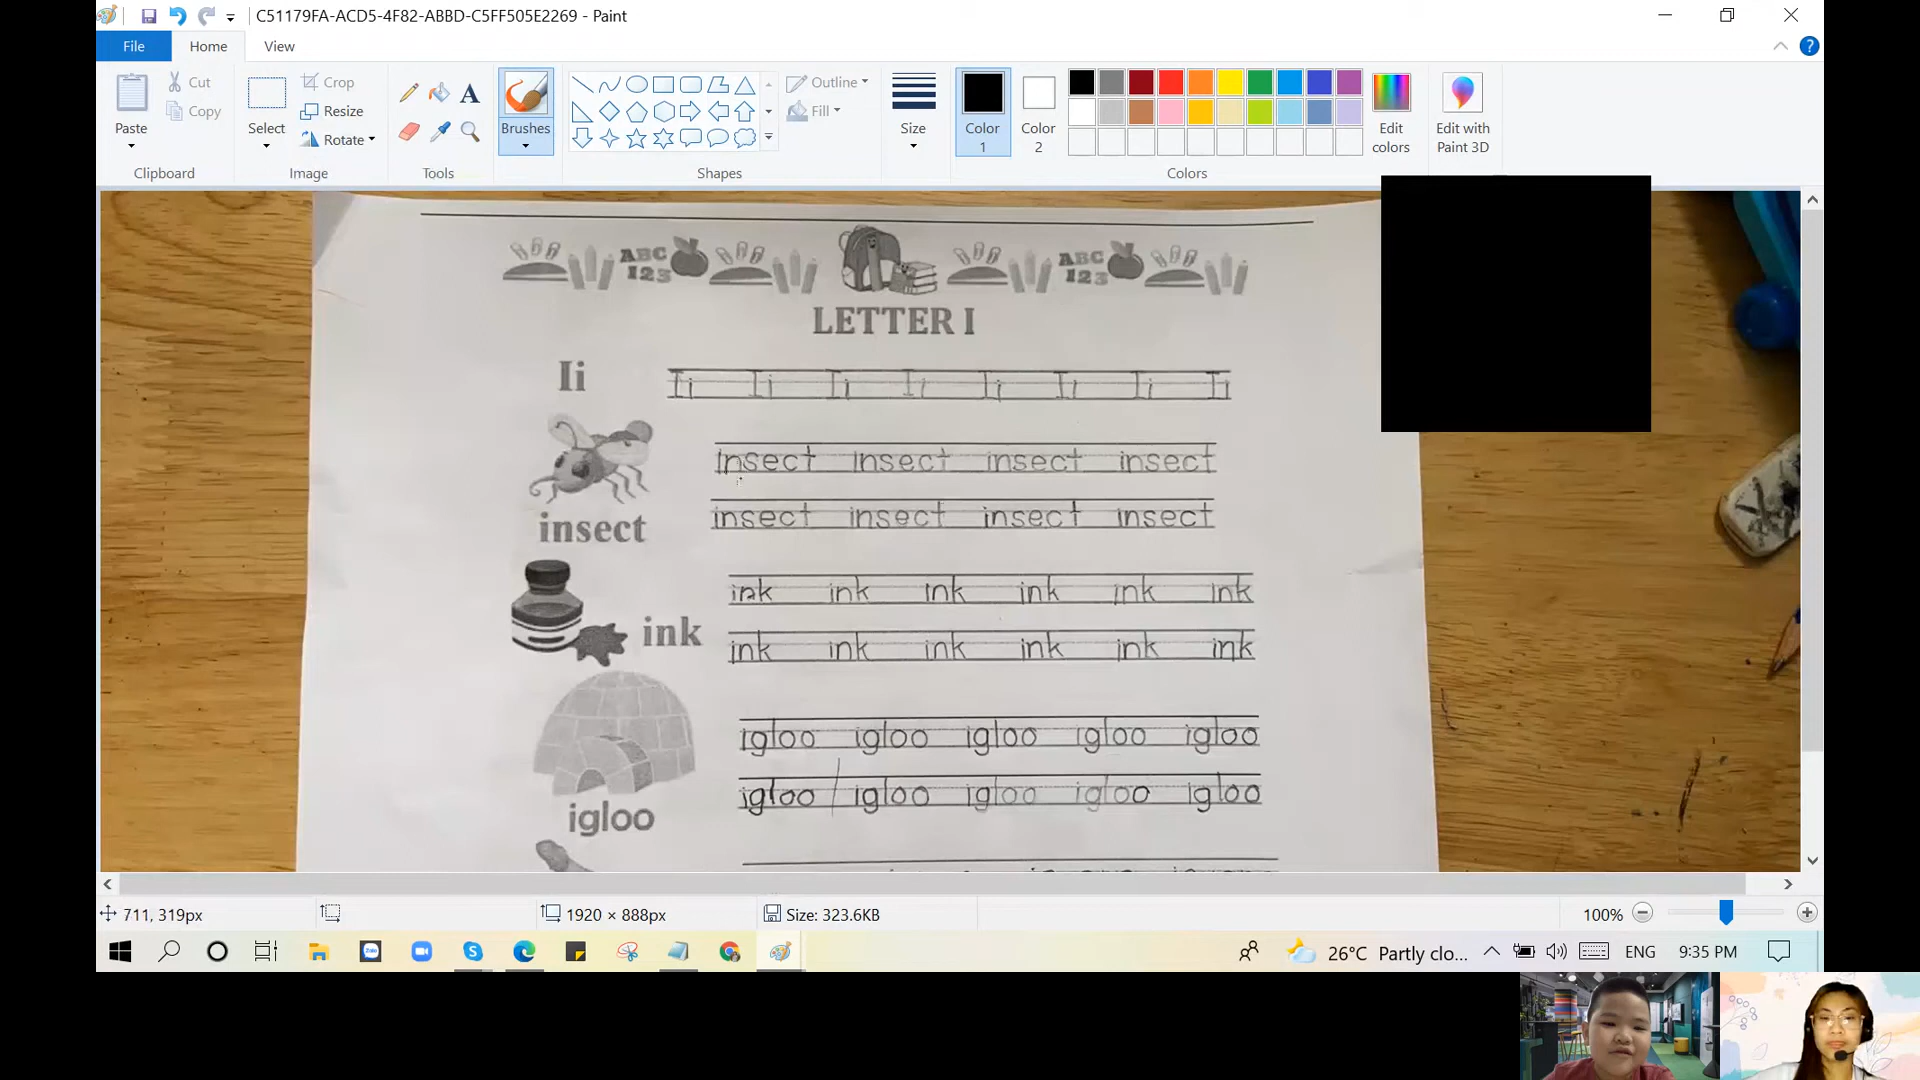 C51179FA-ACD5-4F82-ABBD-C5FF505E2269 - Paint
File Home View
Paste
Cut
Copy
Clipboard
Select
Crop
Resize
Rotate
Image
A
Tools
Brushes
Outline
Fill
Shapes
Size
Color 1
Color 2
Edit colors
Edit with Paint 3D
Colors
ABC 123 ABC 123
LETTER I
Ii
Ii Ii Ii Ii Ii Ii Ii Ii
insect insect insect insect
insect insect insect insect
insect
ink ink ink ink ink ink
ink
ink ink ink ink ink ink
igloo igloo igloo igloo igloo
igloo igloo igloo igloo igloo
igloo
711, 319px 1920 × 888px Size: 323.6KB 100%
Zalo
26°C Partly clo... ENG 9:35 PM